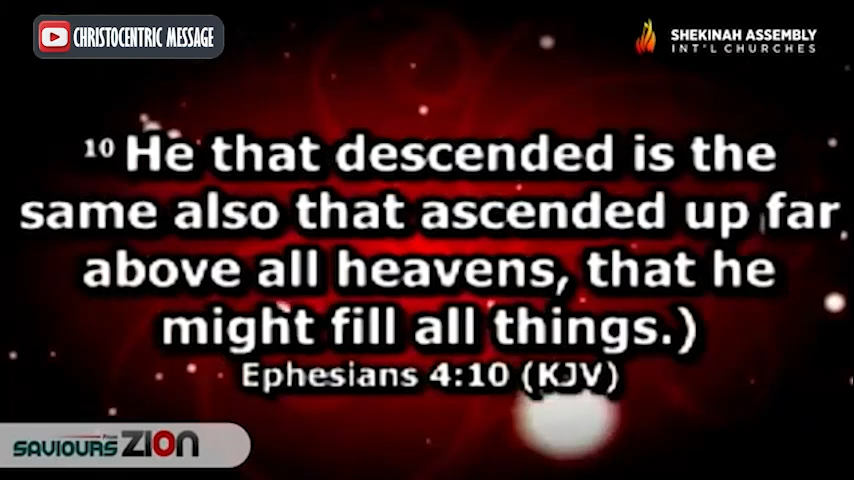 CHRISTOCENTRIC MESSAGE
SHEKINAH ASSEMBLY
INT'L CHURCHES
10 He that descended is the
same also that ascended up far
above all heavens, that he
might fill all things.)
Ephesians 4:10 (KJV)
From
SAVIOURS ZION